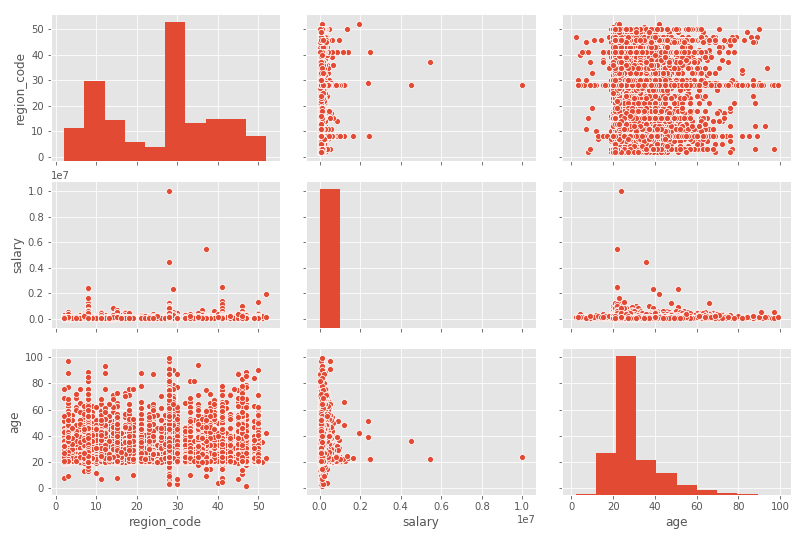 50
40
30
20
10
0
region_code
1e7
1.0
0.8
0.6
0.4
0.2
0.0
salary
100
80
60
40
20
0
age
0 10 20 30 40 50
region_code
0.0 0.2 0.4 0.6 0.8 1.0
1e7
salary
0 20 40 60 80 100
age